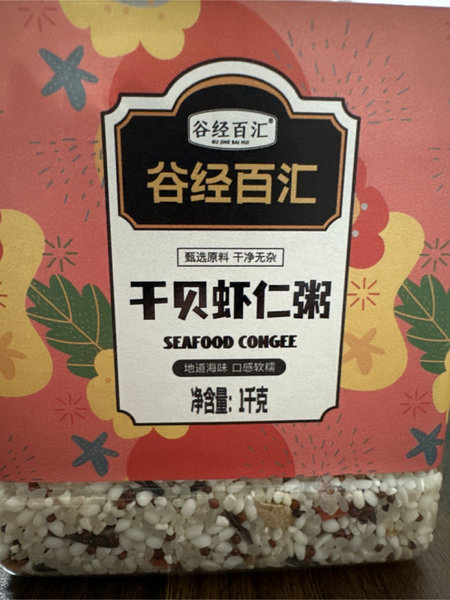 谷经百汇®
GU JING BAI HUI
谷经百汇
甄选原料 干净无杂
干贝虾仁粥
SEAFOOD CONGEE
地道海味 口感软糯
净含量：1千克